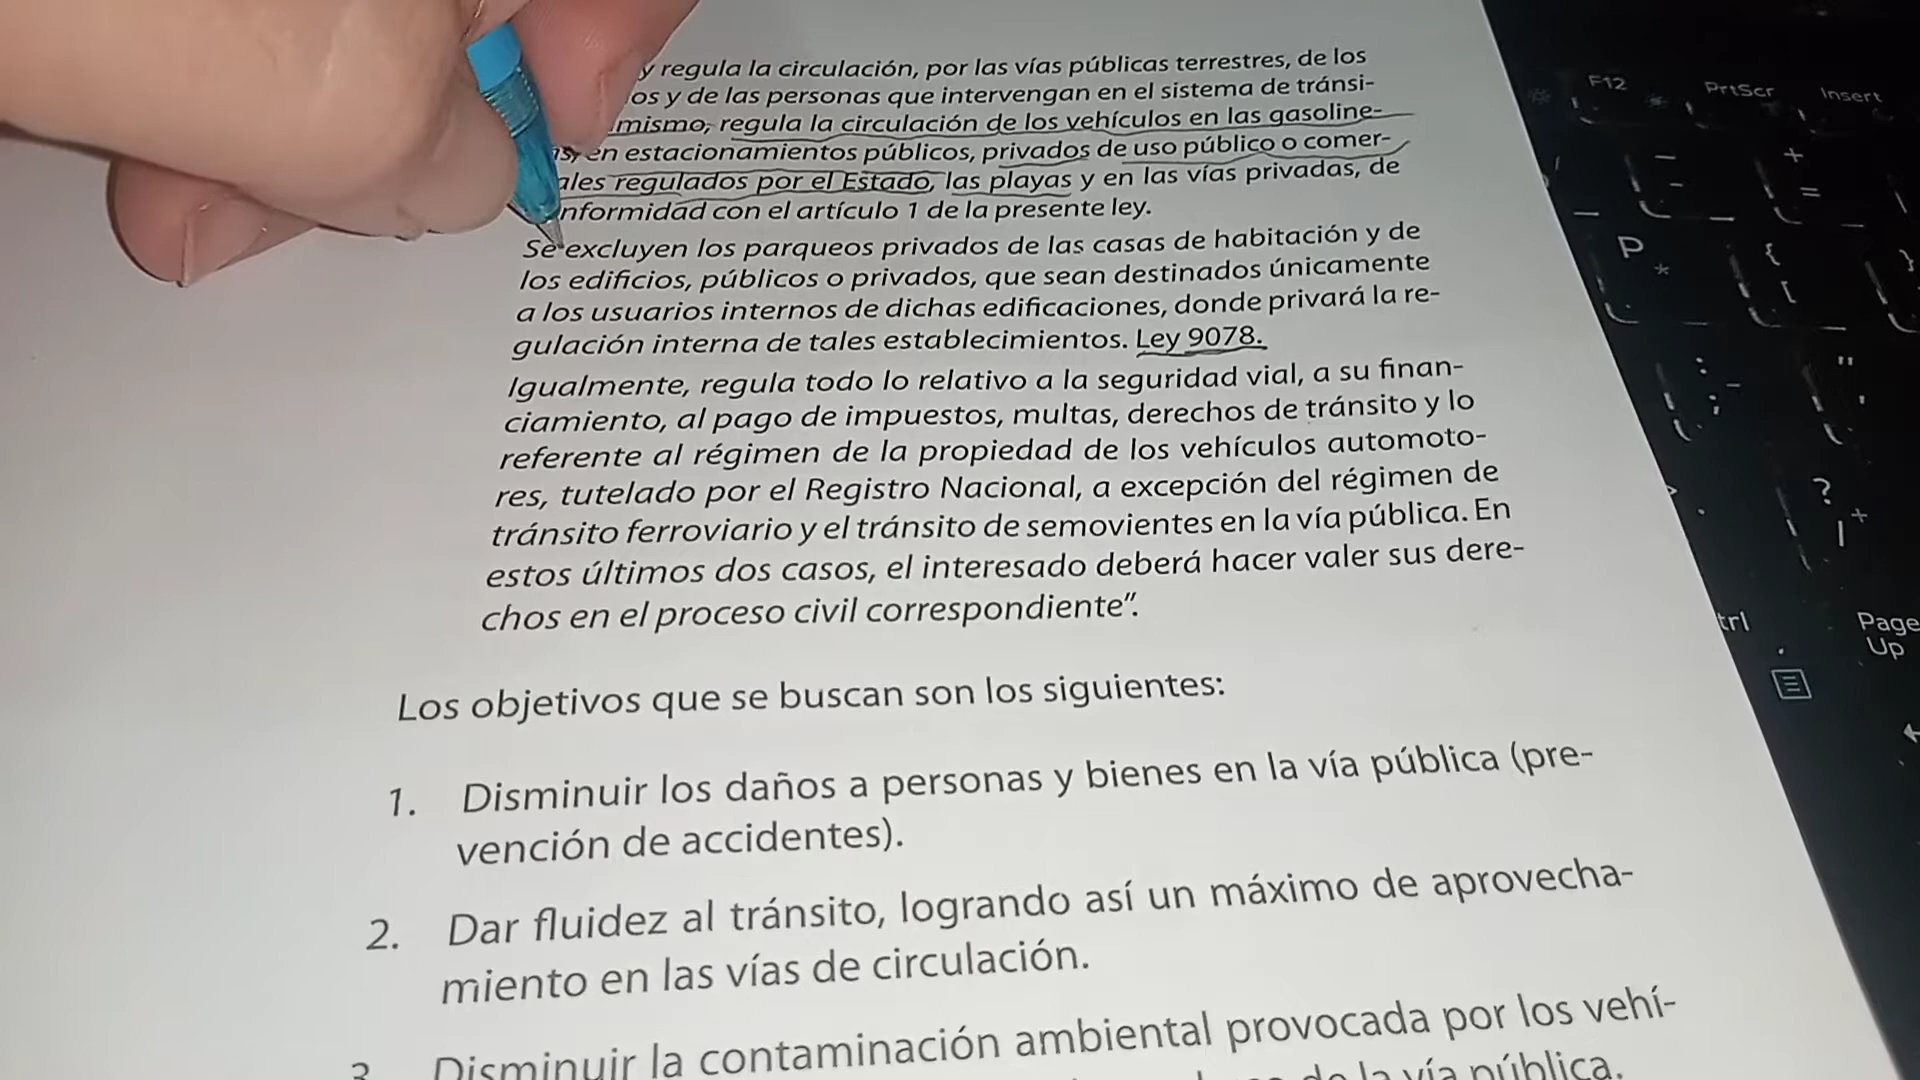 y regula la circulación, por las vías públicas terrestres, de los
os y de las personas que intervengan en el sistema de tránsi-
mismo, regula la circulación de los vehículos en las gasoline-
s, en estacionamientos públicos, privados de uso público o comer-
ales regulados por el Estado, las playas y en las vías privadas, de
nformidad con el artículo 1 de la presente ley.
Se excluyen los parqueos privados de las casas de habitación y de
los edificios, públicos o privados, que sean destinados únicamente
a los usuarios internos de dichas edificaciones, donde privará la re-
gulación interna de tales establecimientos. Ley 9078.
Igualmente, regula todo lo relativo a la seguridad vial, a su finan-
ciamiento, al pago de impuestos, multas, derechos de tránsito y lo
referente al régimen de la propiedad de los vehículos automoto-
res, tutelado por el Registro Nacional, a excepción del régimen de
tránsito ferroviario y el tránsito de semovientes en la vía pública. En
estos últimos dos casos, el interesado deberá hacer valer sus dere-
chos en el proceso civil correspondiente”.
Los objetivos que se buscan son los siguientes:
1. Disminuir los daños a personas y bienes en la vía pública (pre-
vención de accidentes).
2. Dar fluidez al tránsito, logrando así un máximo de aprovecha-
miento en las vías de circulación.
3 Disminuir la contaminación ambiental provocada por los vehí-
de la vía pública.
F12
PrtScr
Insert
+
- =
P
* {
[ }
: "
; '
?
+
trl
Page
Up